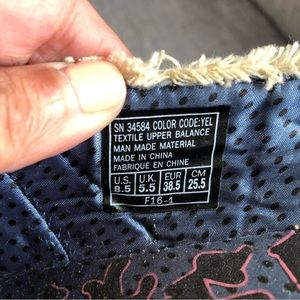 SN 34584 COLOR CODE:YEL
TEXTILE UPPER BALANCE
MAN MADE MATERIAL
MADE IN CHINA
FABRIQUE EN CHINE
U.S. U.K. EUR CM
8.5 5.5 38.5 25.5
F16-1